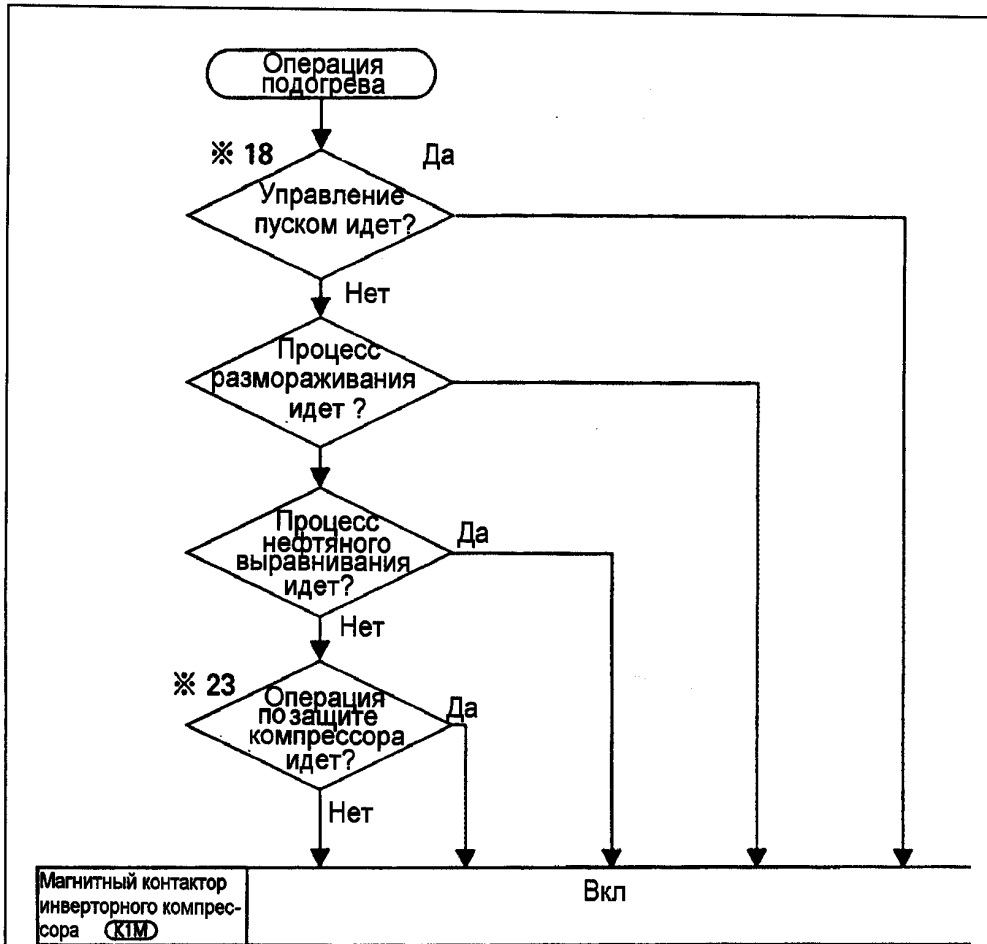 Операция
подогрева
※ 18
Да
Управление
пуском идет?
Нет
Процесс
размораживания
идет ?
Процесс
нефтяного
выравнивания
идет?
Да
Нет
※ 23
Операция
по защите
компрессора
идет?
Да
Нет
Магнитный контактор
инверторного компрес-
сора K1M
Вкл